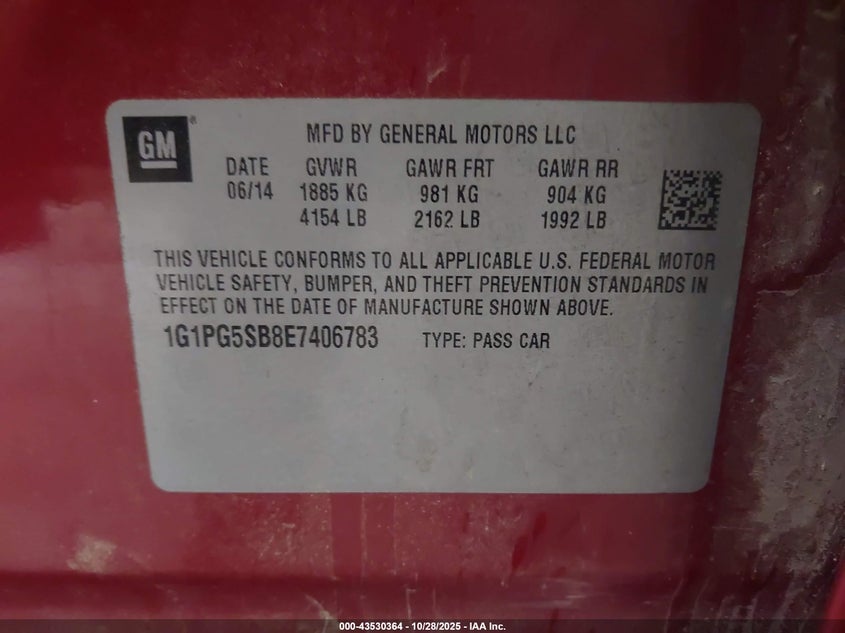 GM®
MFD BY GENERAL MOTORS LLC
DATE GVWR GAWR FRT GAWR RR
06/14 1885 KG 981 KG 904 KG
4154 LB 2162 LB 1992 LB
THIS VEHICLE CONFORMS TO ALL APPLICABLE U.S. FEDERAL MOTOR
VEHICLE SAFETY, BUMPER, AND THEFT PREVENTION STANDARDS IN
EFFECT ON THE DATE OF MANUFACTURE SHOWN ABOVE.
1G1PG5SB8E7406783 TYPE: PASS CAR
000-43530364 - 10/28/2025 - IAA Inc.